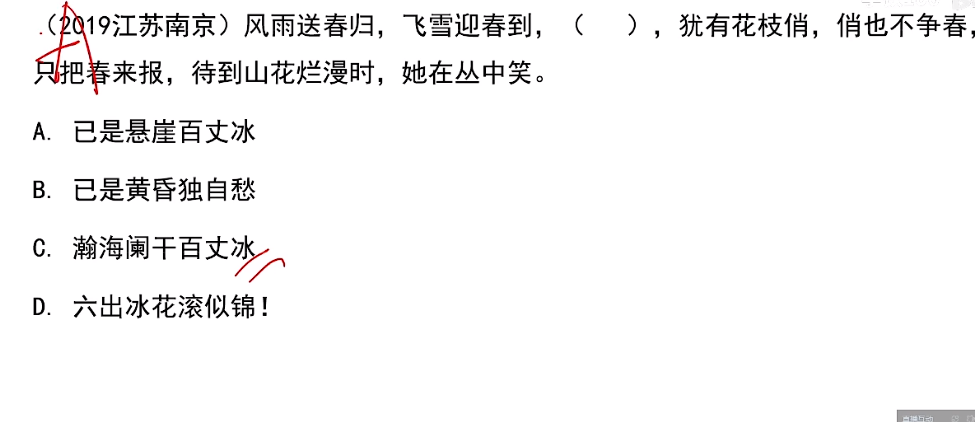 （2019江苏南京）风雨送春归，飞雪迎春到，（　　），犹有花枝俏，俏也不争春，
只把春来报，待到山花烂漫时，她在丛中笑。
A. 已是悬崖百丈冰
B. 已是黄昏独自愁
C. 瀚海阑干百丈冰
D. 六出冰花滚似锦！